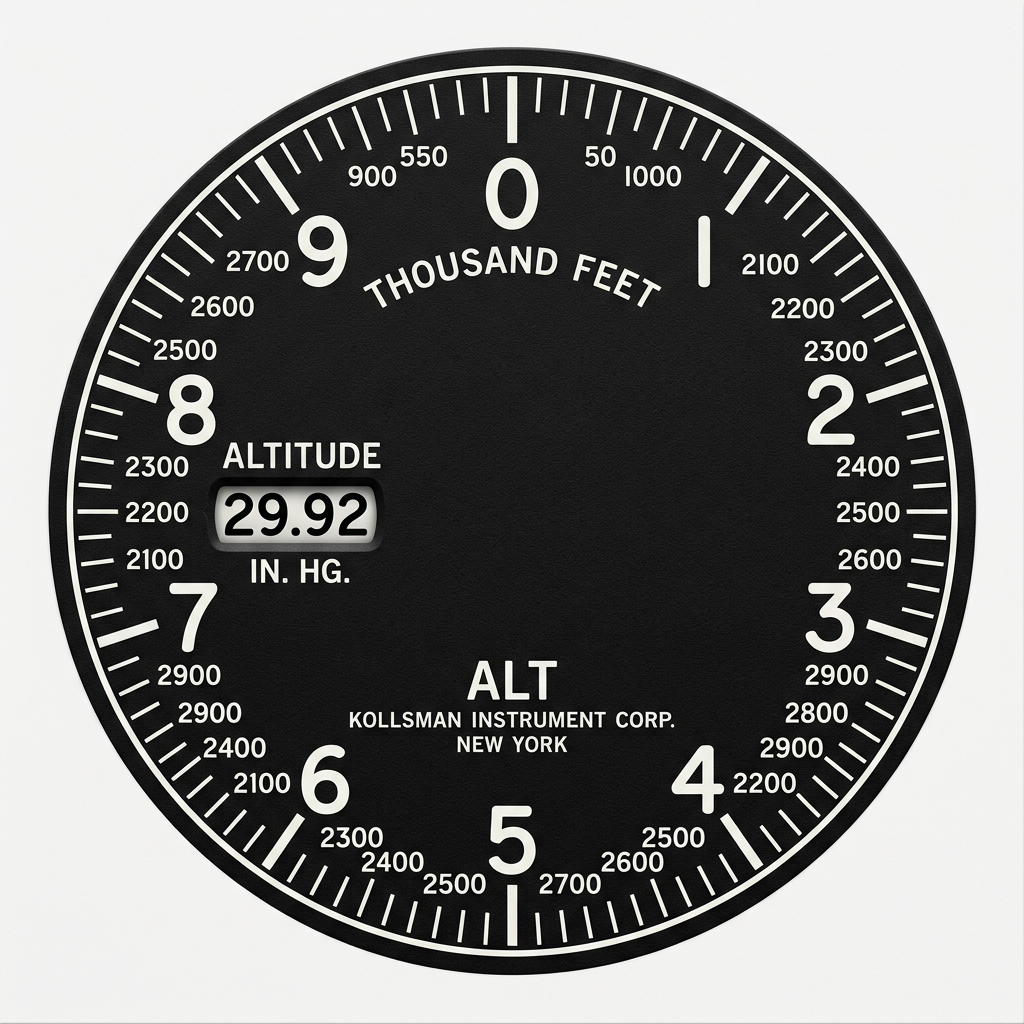 0
550 50
900 1000
THOUSAND FEET
9 1
2700 2100
2600 2200
2500 2300
8 2
ALTITUDE
2300 2400
29.92
2200 2500
2100 2600
IN. HG.
7 3
2900 2900
ALT
2900 2800
KOLLSMAN INSTRUMENT CORP.
NEW YORK
2400 2900
2100 6 4 2200
2300 2500
5
2400 2600
2500 2700